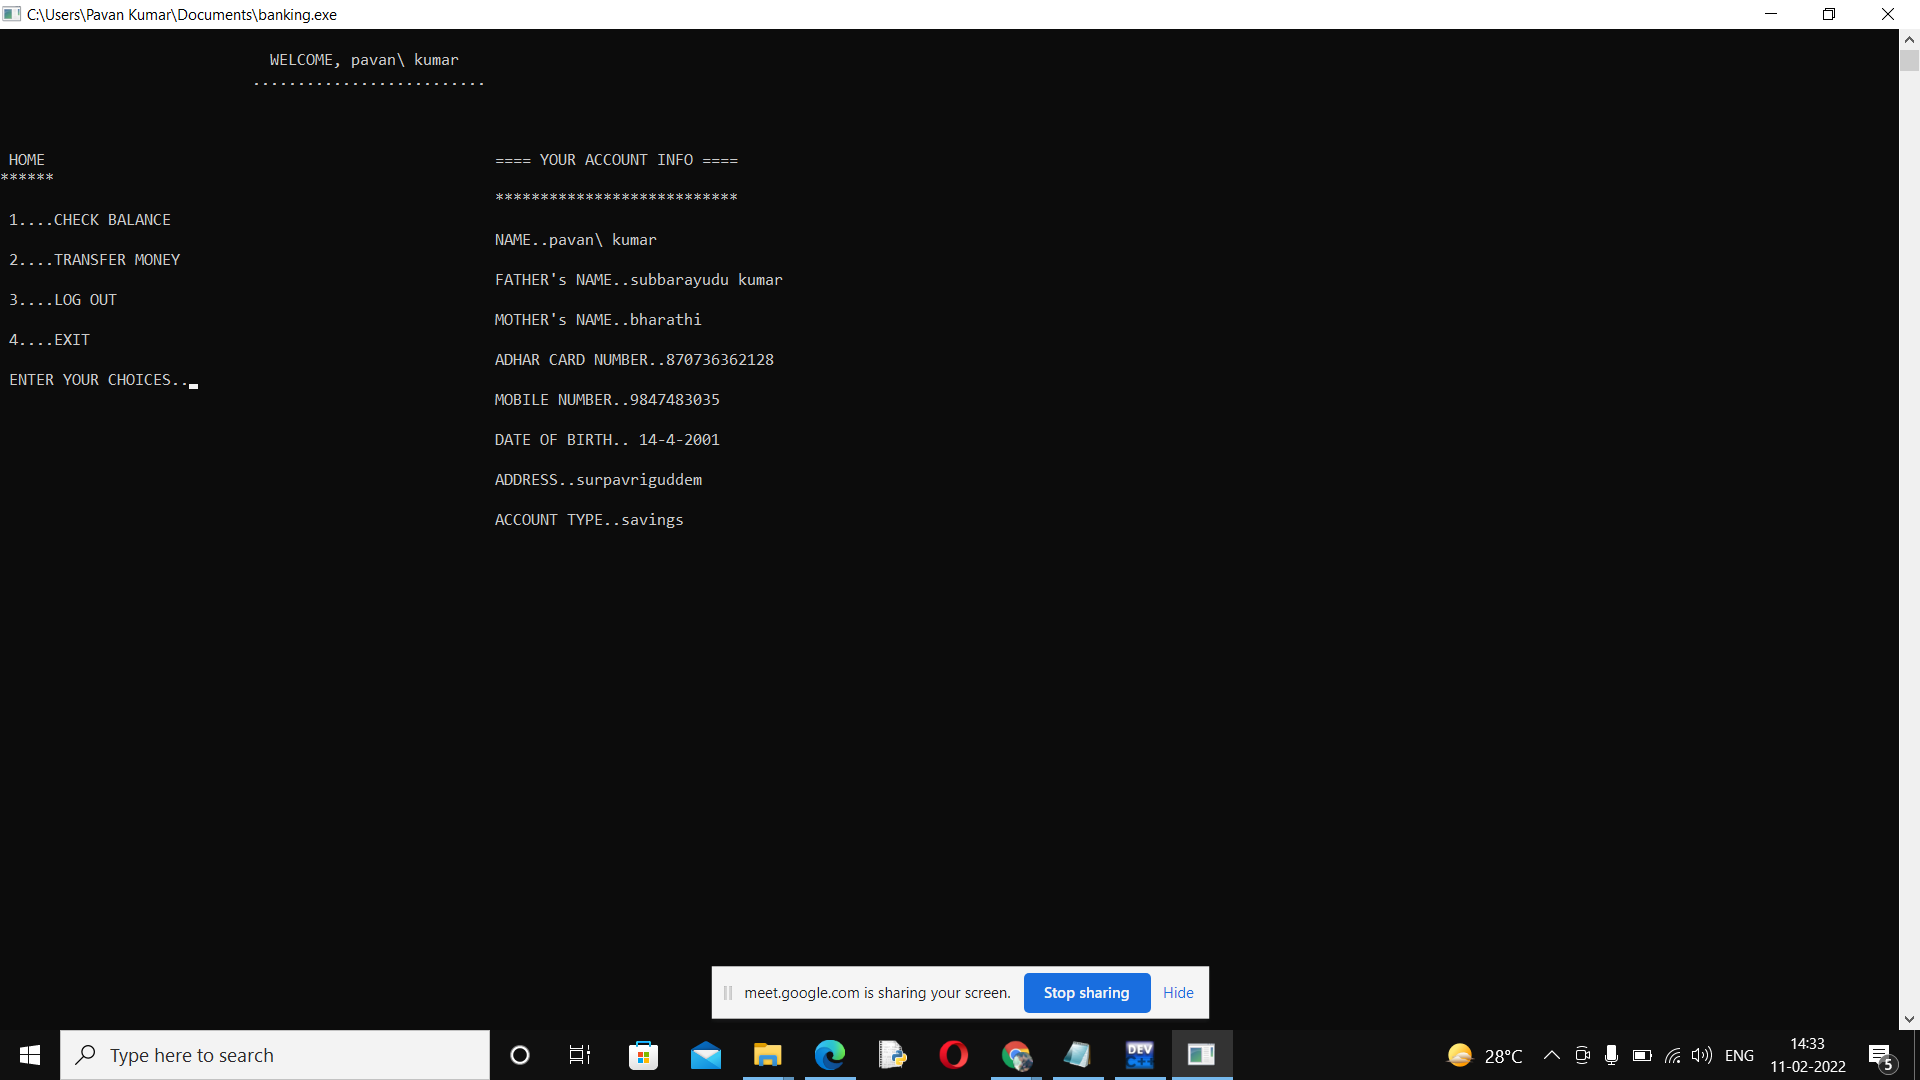 C:\Users\Pavan Kumar\Documents\banking.exe
WELCOME, pavan\ kumar
..........................
HOME
******
1....CHECK BALANCE
2....TRANSFER MONEY
3....LOG OUT
4....EXIT
ENTER YOUR CHOICES..
==== YOUR ACCOUNT INFO ====
***************************
NAME..pavan\ kumar
FATHER's NAME..subbarayudu kumar
MOTHER's NAME..bharathi
ADHAR CARD NUMBER..870736362128
MOBILE NUMBER..9847483035
DATE OF BIRTH.. 14-4-2001
ADDRESS..surpavriguddem
ACCOUNT TYPE..savings
meet.google.com is sharing your screen.
Stop sharing
Hide
Type here to search
DEV
28°C
ENG
14:33
11-02-2022
5